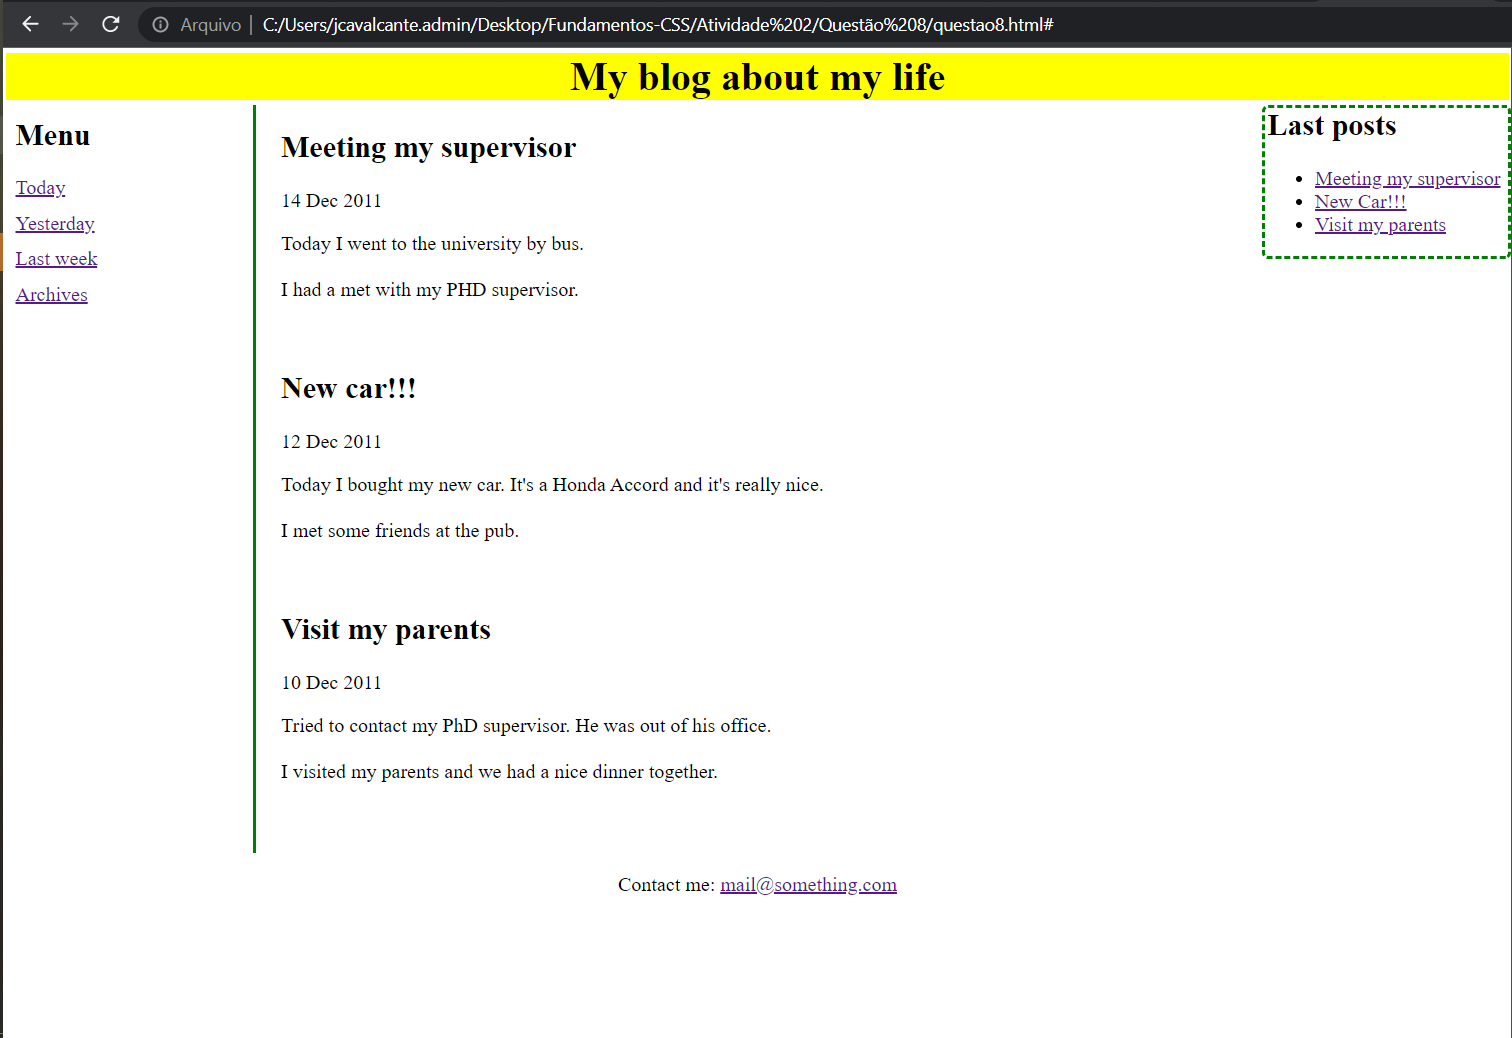 Arquivo | C:/Users/jcavalcante.admin/Desktop/Fundamentos-CSS/Atividade%202/Questão%208/questao8.html#
My blog about my life
Menu
Today
Yesterday
Last week
Archives
Meeting my supervisor
14 Dec 2011
Today I went to the university by bus.
I had a met with my PHD supervisor.
New car!!!
12 Dec 2011
Today I bought my new car. It's a Honda Accord and it's really nice.
I met some friends at the pub.
Visit my parents
10 Dec 2011
Tried to contact my PhD supervisor. He was out of his office.
I visited my parents and we had a nice dinner together.
Last posts
Meeting my supervisor
New Car!!!
Visit my parents
Contact me: mail@something.com